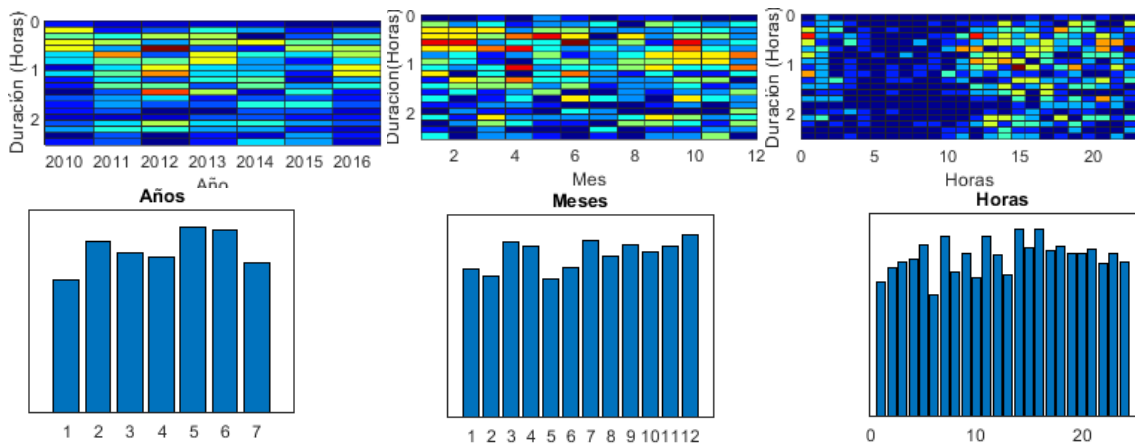 Duración (Horas)
0
1
2
2010 2011 2012 2013 2014 2015 2016
Año
Duracion(Horas)
0
1
2
2 4 6 8 10 12
Mes
Duración (Horas)
0
1
2
0 5 10 15 20
Horas
Años
1 2 3 4 5 6 7
Meses
1 2 3 4 5 6 7 8 9 10 11 12
Horas
0 10 20